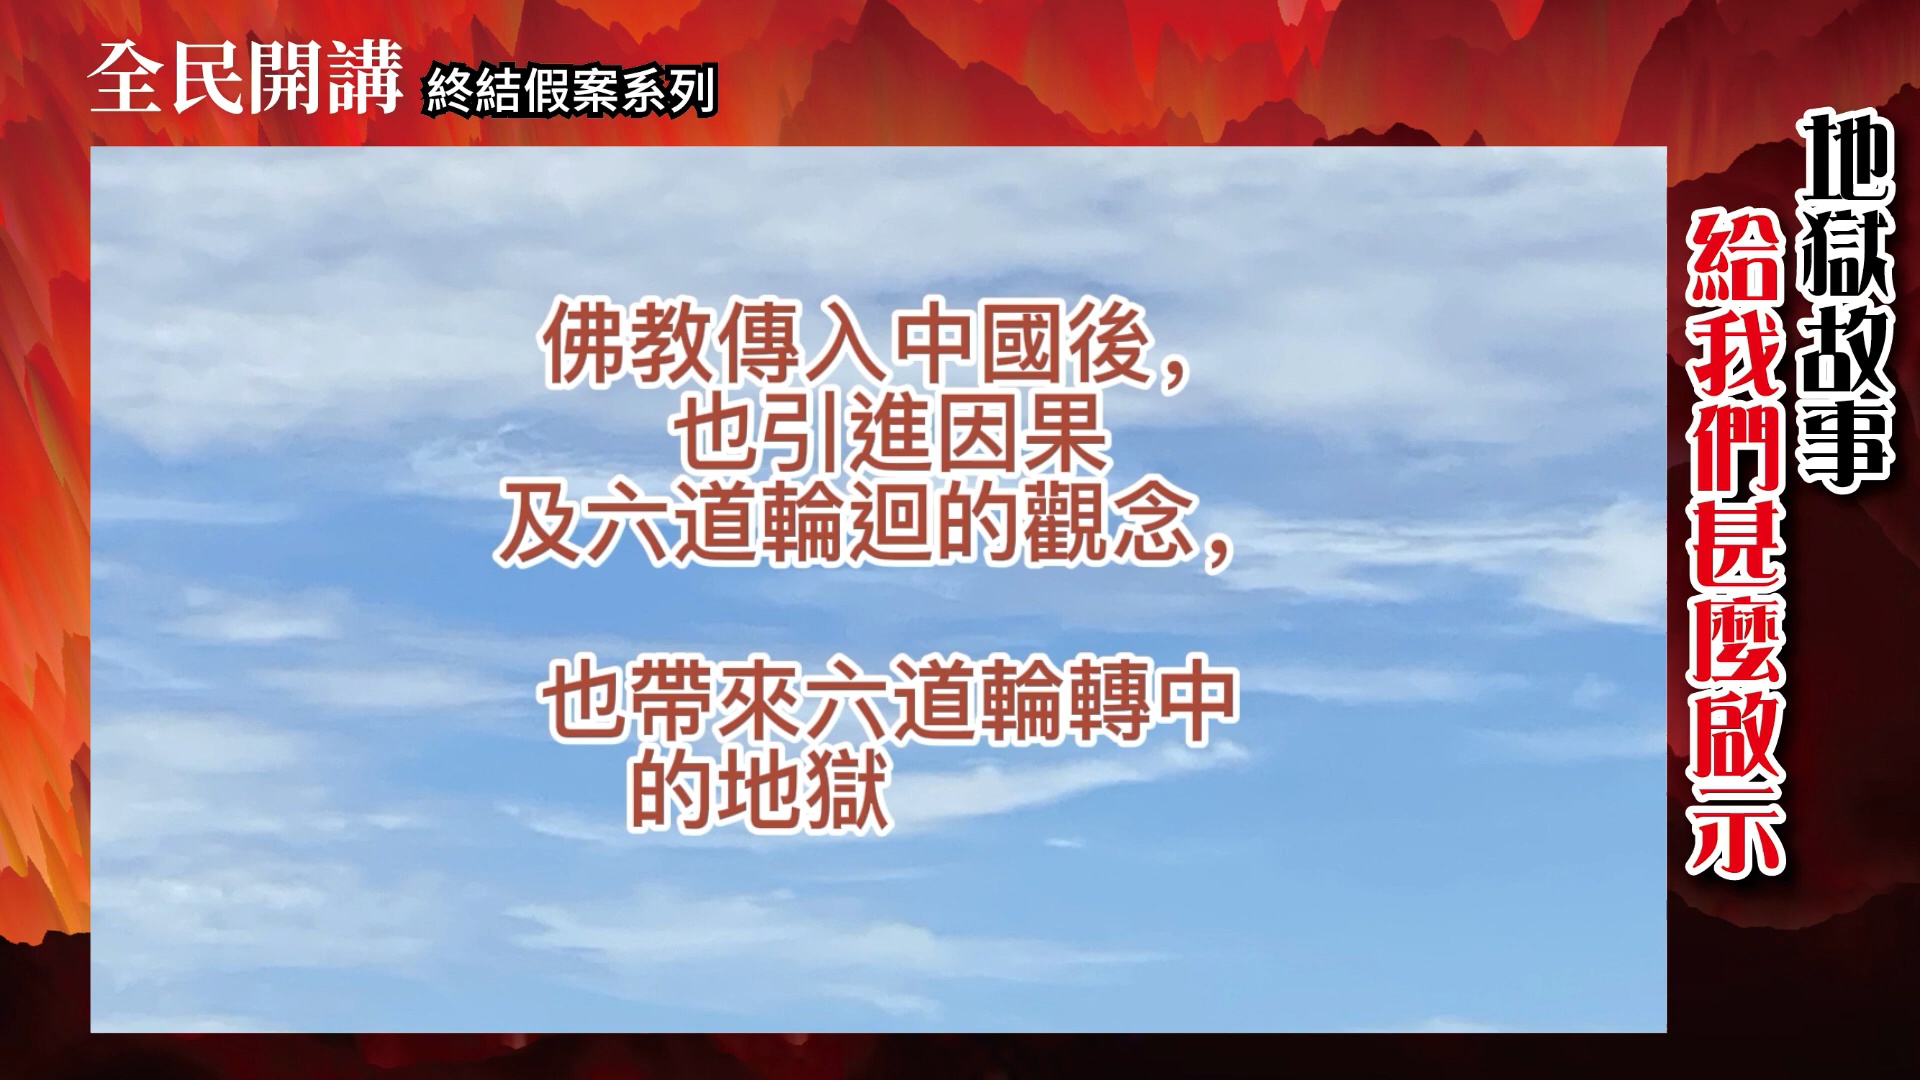 全民開講 終結假案系列
地獄故事
給我們甚麼啟示
佛教傳入中國後，
也引進因果
及六道輪迴的觀念，
也帶來六道輪轉中
的地獄